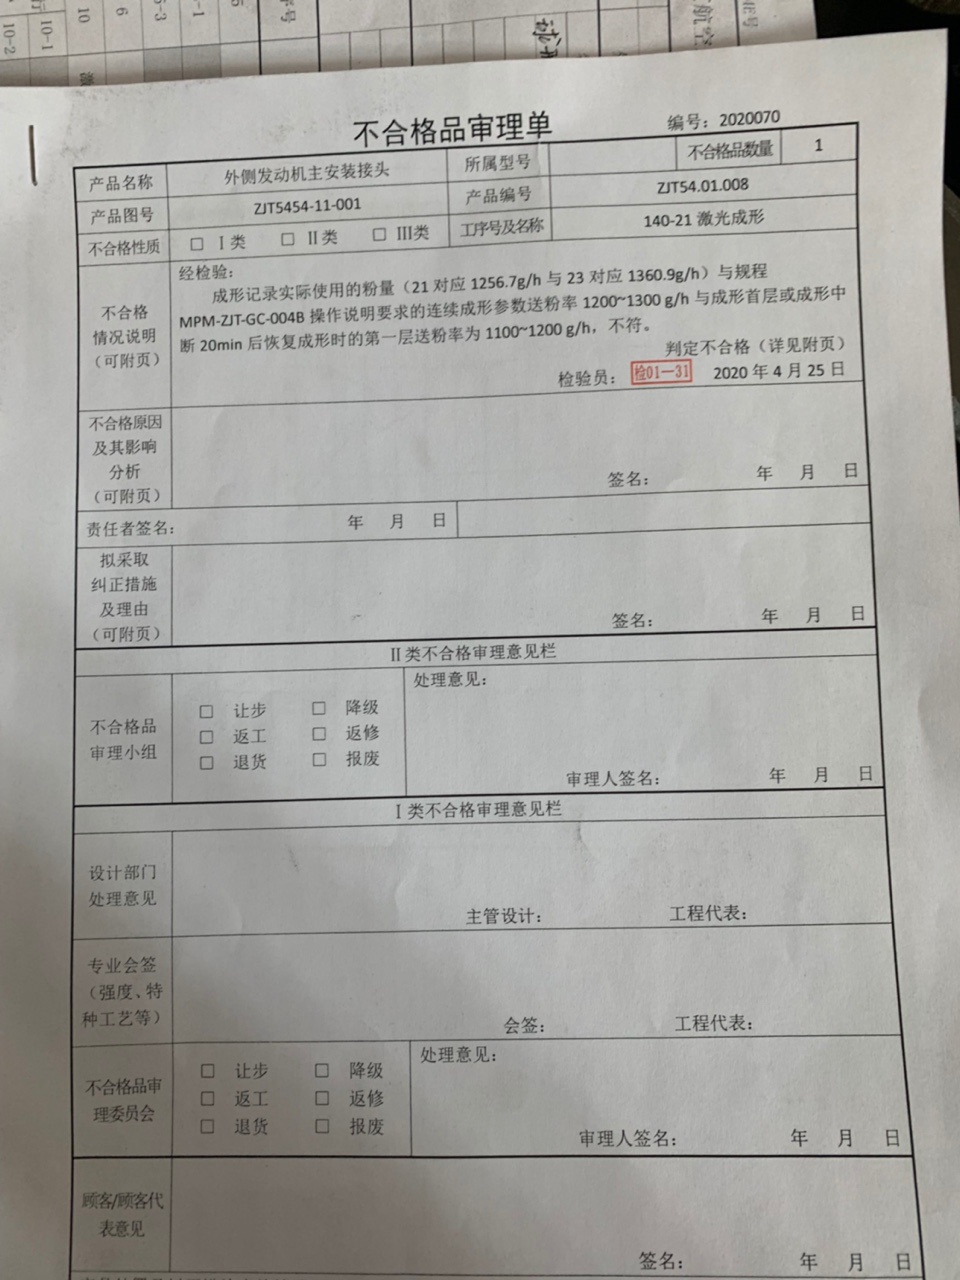 10-2
10-1
10
6
5-3
-1
5
序号
航空
不合格品审理单
编号：2020070
产品名称 外侧发动机主安装接头 所属型号 不合格品数量 1
产品图号 ZJT5454-11-001 产品编号 ZJT54.01.008
不合格性质 □ I 类 □ II 类 □ III类 工序号及名称 140-21 激光成形
不合格
情况说明
（可附页）
经检验：
成形记录实际使用的粉量（21 对应 1256.7g/h 与 23 对应 1360.9g/h）与规程
MPM-ZJT-GC-004B 操作说明要求的连续成形参数送粉率 1200~1300 g/h 与成形首层或成形中
断 20min 后恢复成形时的第一层送粉率为 1100~1200 g/h，不符。
判定不合格（详见附页）
检验员： 检01—31 2020 年 4 月 25 日
不合格原因
及其影响
分析
（可附页）
签名： 年 月 日
责任者签名： 年 月 日
拟采取
纠正措施
及理由
（可附页）
签名： 年 月 日
II 类不合格审理意见栏
不合格品
审理小组
□ 让步 □ 降级
□ 返工 □ 返修
□ 退货 □ 报废
处理意见：
审理人签名： 年 月 日
I 类不合格审理意见栏
设计部门
处理意见
主管设计： 工程代表：
专业会签
（强度、特
种工艺等）
会签： 工程代表：
不合格品审
理委员会
□ 让步 □ 降级
□ 返工 □ 返修
□ 退货 □ 报废
处理意见：
审理人签名： 年 月 日
顾客/顾客代
表意见
签名： 年 月 日